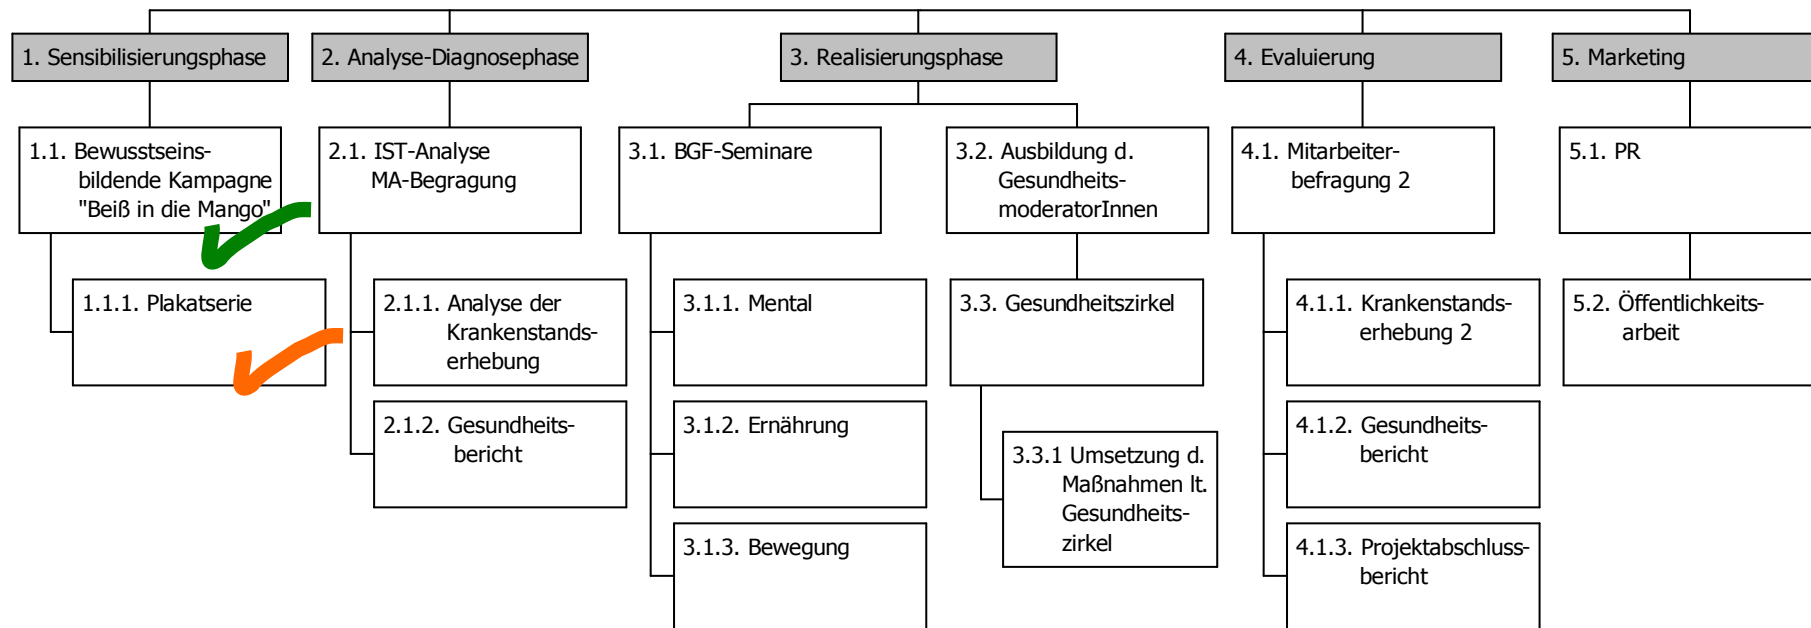 1. Sensibilisierungsphase
2. Analyse-Diagnosephase
3. Realisierungsphase
4. Evaluierung
5. Marketing
1.1. Bewusstseins-
bildende Kampagne
"Beiß in die Mango"
1.1.1. Plakatserie
2.1. IST-Analyse
MA-Begragung
2.1.1. Analyse der
Krankenstands-
erhebung
2.1.2. Gesundheits-
bericht
3.1. BGF-Seminare
3.1.1. Mental
3.1.2. Ernährung
3.1.3. Bewegung
3.2. Ausbildung d.
Gesundheits-
moderatorInnen
3.3. Gesundheitszirkel
3.3.1 Umsetzung d.
Maßnahmen lt.
Gesundheits-
zirkel
4.1. Mitarbeiter-
befragung 2
4.1.1. Krankenstands-
erhebung 2
4.1.2. Gesundheits-
bericht
4.1.3. Projektabschluss-
bericht
5.1. PR
5.2. Öffentlichkeits-
arbeit